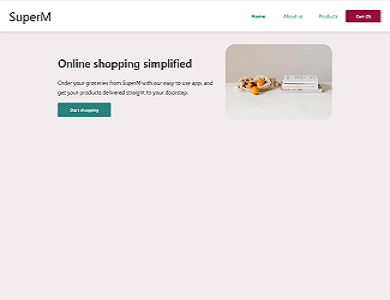 SuperM
Home
About us
Products
Cart (0)
Online shopping simplified
Order your groceries from SuperM with our easy to use app, and
get your products delivered straight to your doorstep.
Start shopping